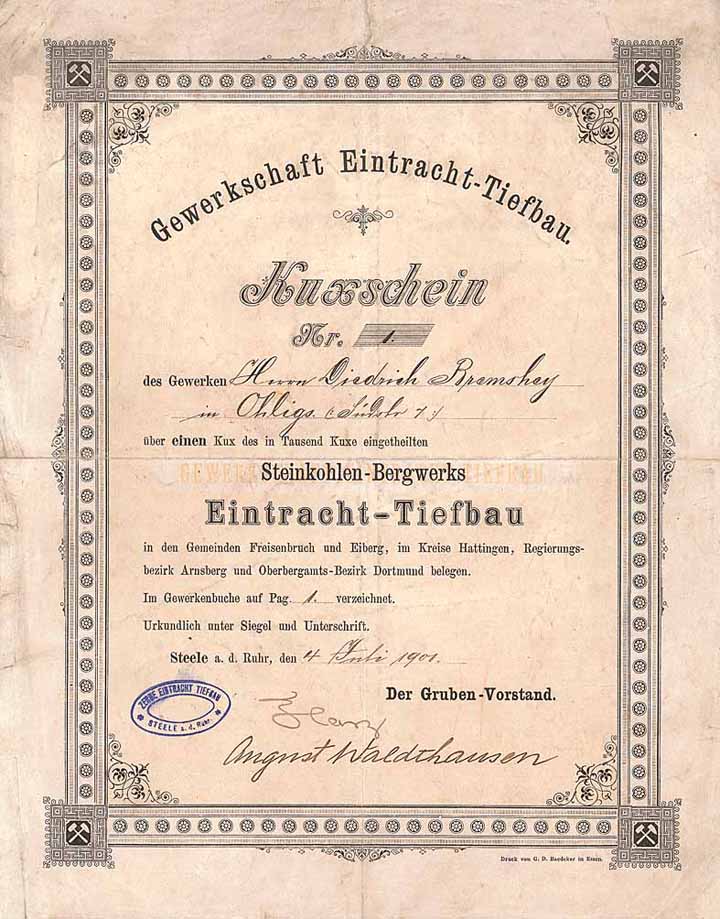 Gewerkschaft Eintracht-Tiefbau.
Kuxschein
Nr. 1.
des Gewerken Herrn Diedrich Bremshey
in Ohligs
über einen Kux des in Tausend Kuxe eingetheilten
Steinkohlen-Bergwerks
Eintracht-Tiefbau
in den Gemeinden Freisenbruch und Eiberg, im Kreise Hattingen, Regierungs-
bezirk Arnsberg und Oberbergamts-Bezirk Dortmund belegen.
Im Gewerkenbuche auf Pag. 1. verzeichnet.
Urkundlich unter Siegel und Unterschrift.
Steele a. d. Ruhr, den 4 Juli 1901.
Der Gruben-Vorstand.
ZECHE EINTRACHT TIEFBAU
STEELE a. d. Ruhr.
August Waldthausen
Druck von G. D. Baedeker in Essen.